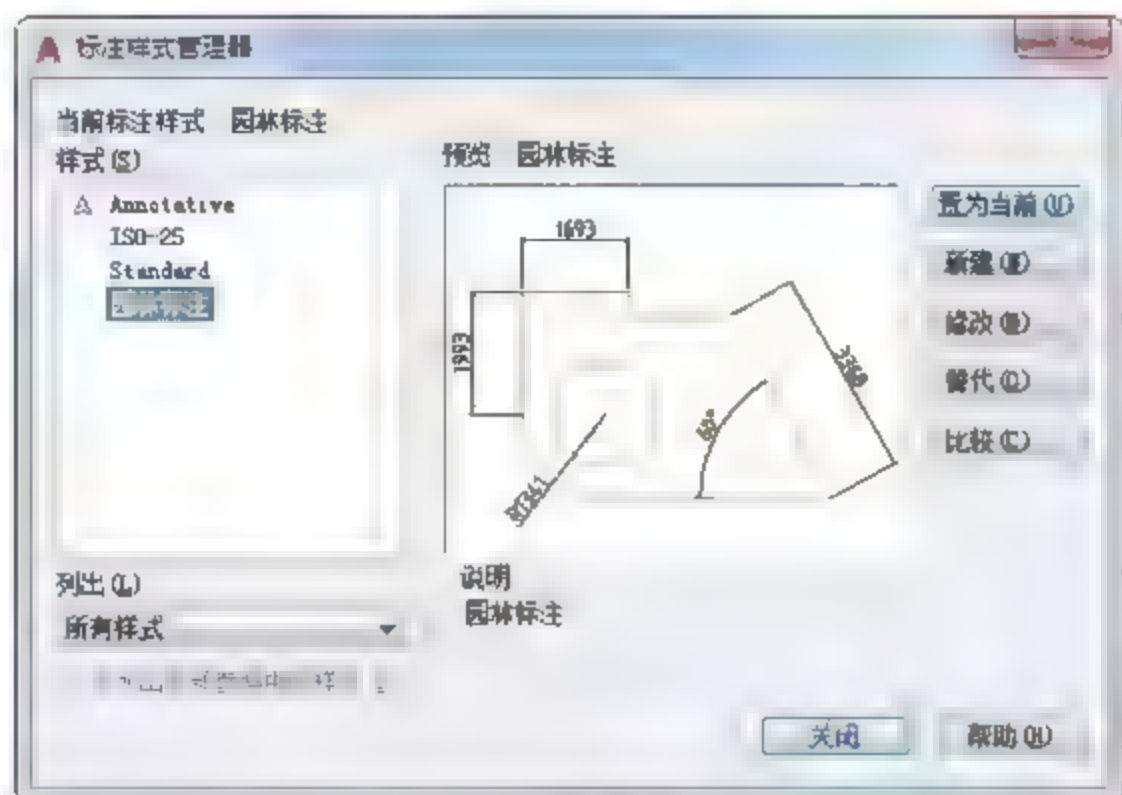 标注样式管理器
当前标注样式 园林标注
样式(S)
预览 园林标注
Annotative
ISO-25
Standard
园林标注
1693
1993
60°
置为当前(U)
新建(N)
修改(M)
替代(O)
比较(C)
列出(L)
所有样式
说明
园林标注
关闭
帮助(H)